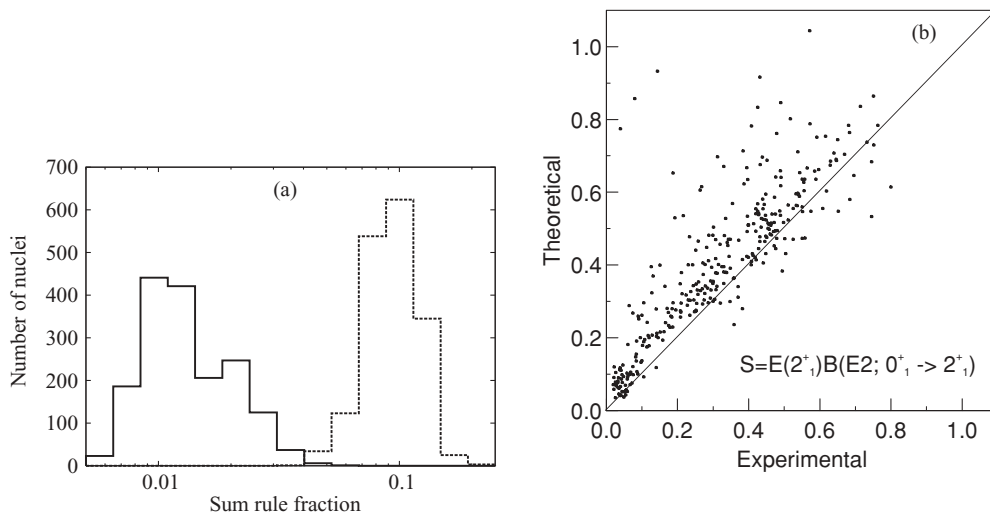 (a)
700
600
500
400
300
200
100
0
Number of nuclei
0.01
0.1
Sum rule fraction
(b)
1.0
0.8
0.6
0.4
0.2
0.0
Theoretical
S=E(2⁺₁)B(E2; 0⁺₁ -> 2⁺₁)
0.0 0.2 0.4 0.6 0.8 1.0
Experimental